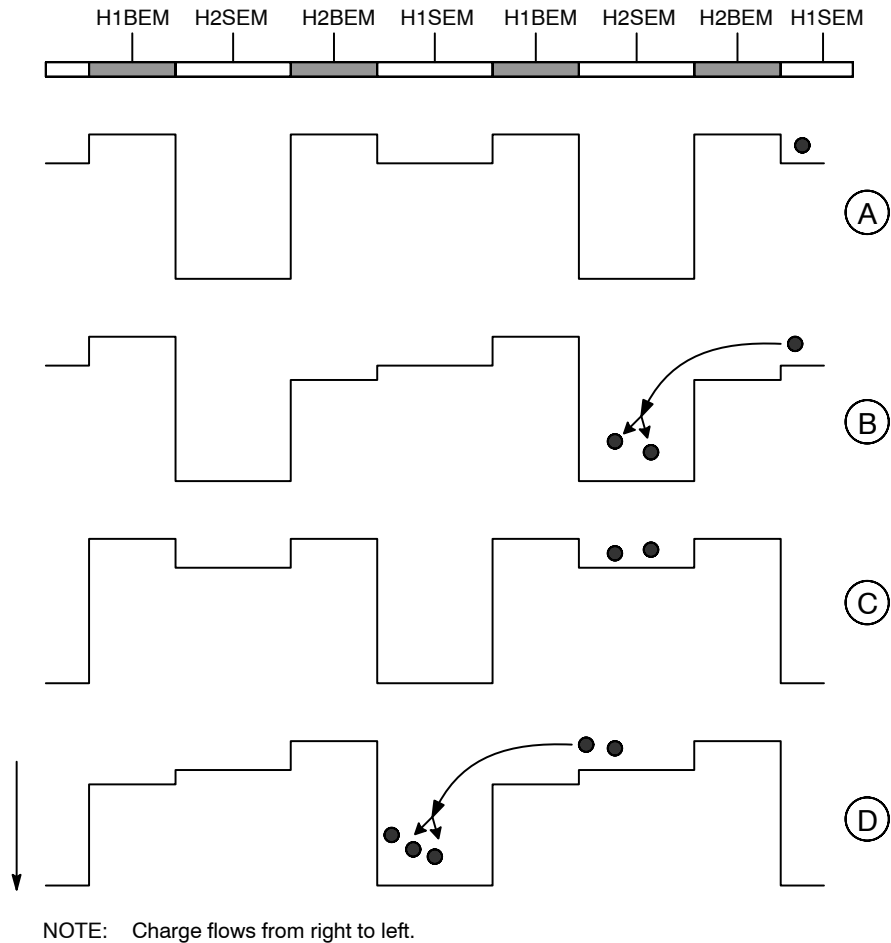 H1BEM H2SEM H2BEM H1SEM H1BEM H2SEM H2BEM H1SEM
A
B
C
D
NOTE: Charge flows from right to left.